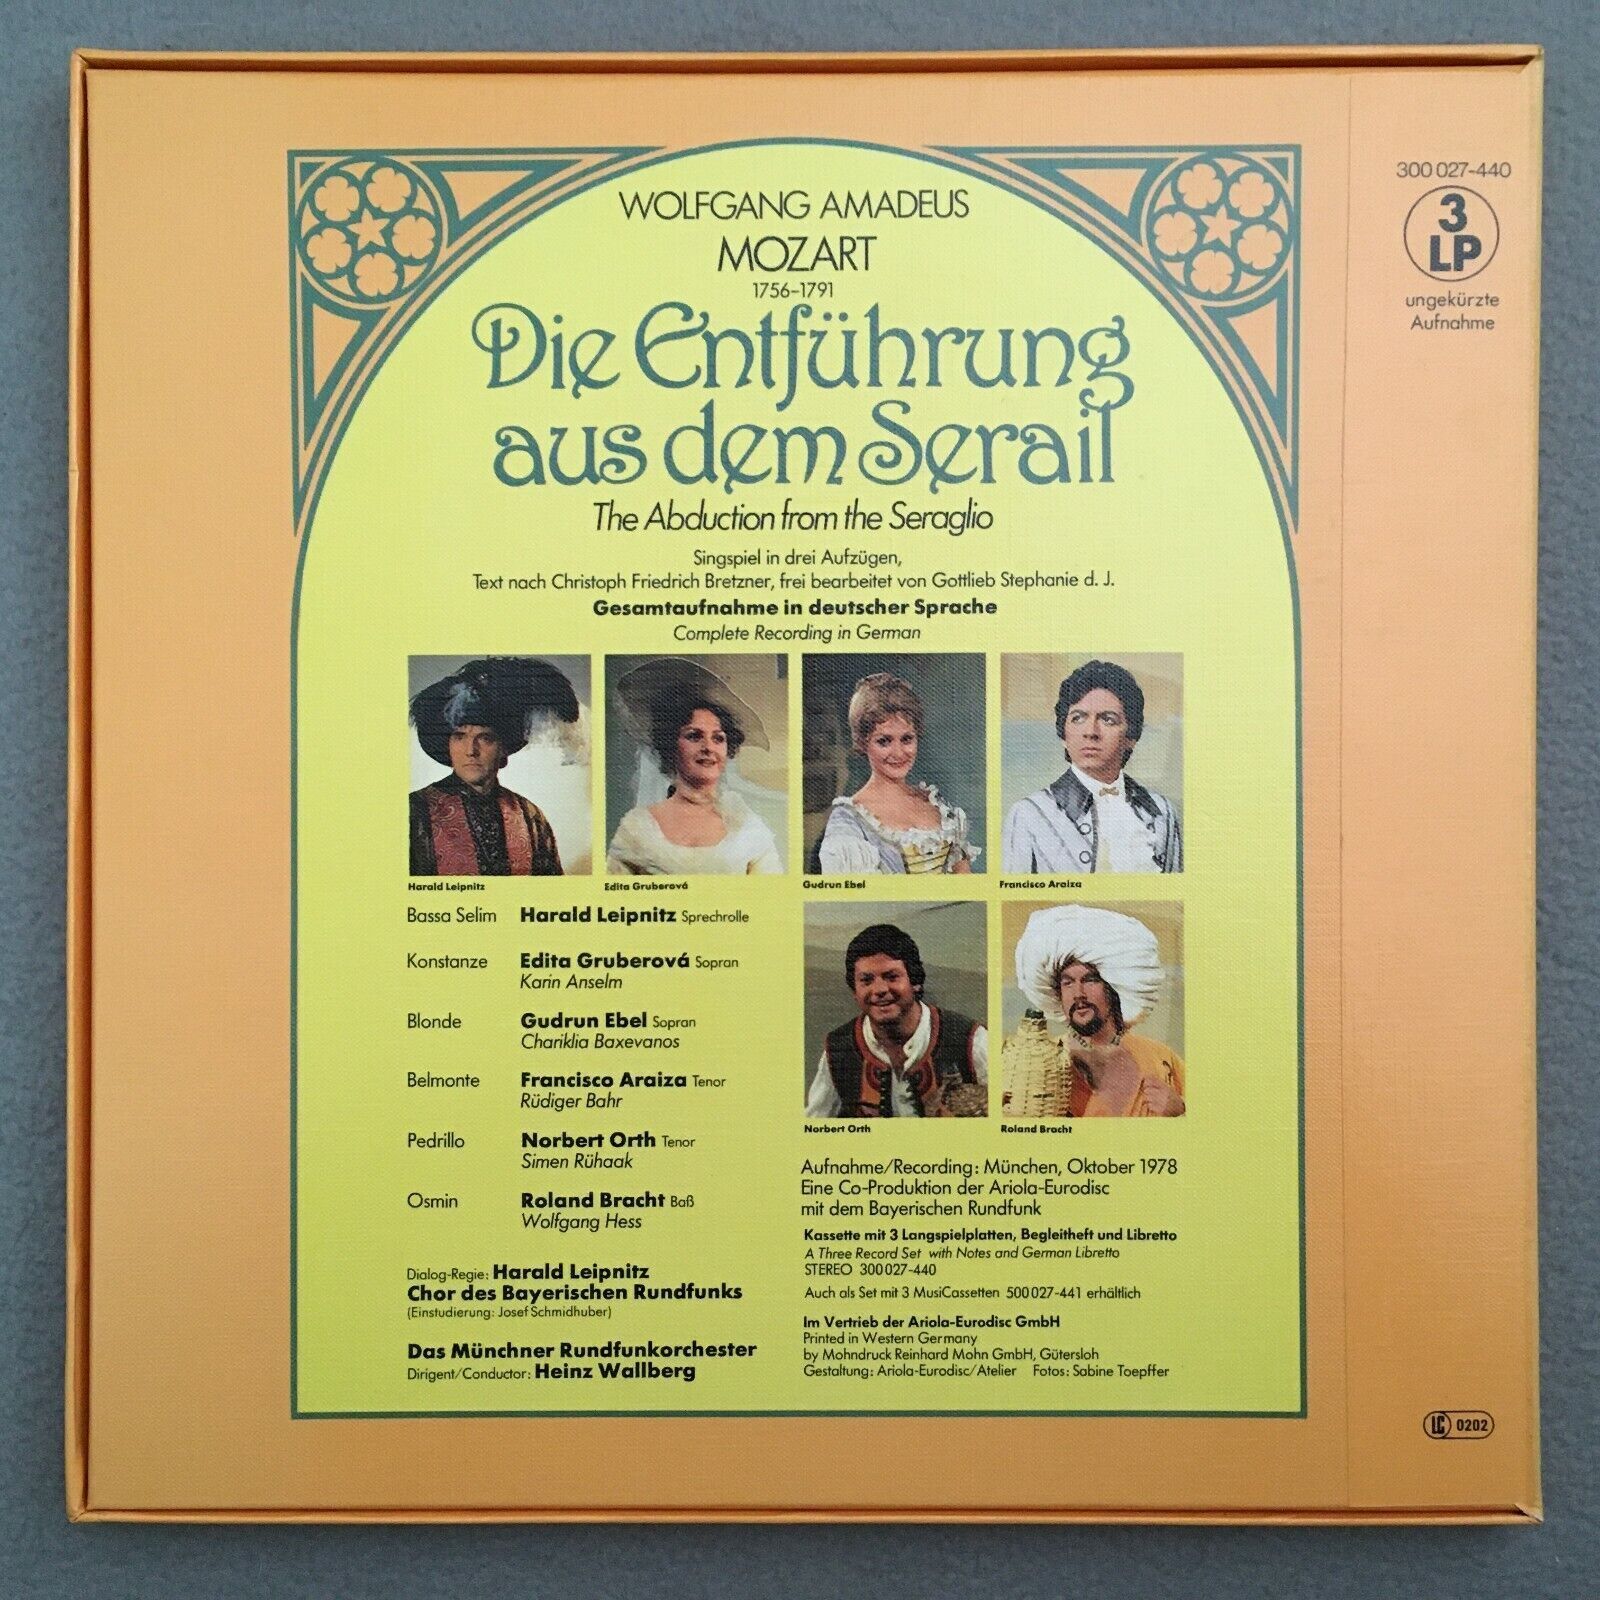 WOLFGANG AMADEUS
MOZART
1756–1791
Die Entführung
aus dem Serail
The Abduction from the Seraglio
Singspiel in drei Aufzügen,
Text nach Christoph Friedrich Bretzner, frei bearbeitet von Gottlieb Stephanie d. J.
Gesamtaufnahme in deutscher Sprache
Complete Recording in German
Harald Leipnitz
Edita Gruberová
Gudrun Ebel
Francisco Araiza
Bassa Selim Harald Leipnitz Sprechrolle
Konstanze Edita Gruberová Sopran
Karin Anselm
Blonde Gudrun Ebel Sopran
Chariklia Baxevanos
Belmonte Francisco Araiza Tenor
Rüdiger Bahr
Pedrillo Norbert Orth Tenor
Simen Rühaak
Osmin Roland Bracht Baß
Wolfgang Hess
Dialog-Regie: Harald Leipnitz
Chor des Bayerischen Rundfunks
(Einstudierung: Josef Schmidhuber)
Das Münchner Rundfunkorchester
Dirigent/Conductor: Heinz Wallberg
Norbert Orth
Roland Bracht
Aufnahme/Recording: München, Oktober 1978
Eine Co-Produktion der Ariola-Eurodisc
mit dem Bayerischen Rundfunk
Kassette mit 3 Langspielplatten, Begleitheft und Libretto
A Three Record Set with Notes and German Libretto
STEREO 300 027-440
Auch als Set mit 3 MusiCassetten 500 027-441 erhältlich
Im Vertrieb der Ariola-Eurodisc GmbH
Printed in Western Germany
by Mohndruck Reinhard Mohn GmbH, Gütersloh
Gestaltung: Ariola-Eurodisc/Atelier Fotos: Sabine Toepffer
300 027-440
3
LP
ungekürzte
Aufnahme
LC 0202